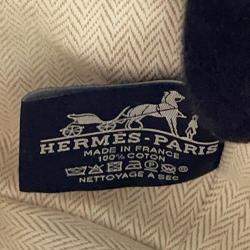 HERMES-PARIS
MADE IN FRANCE
100% COTON
NETTOYAGE A SEC